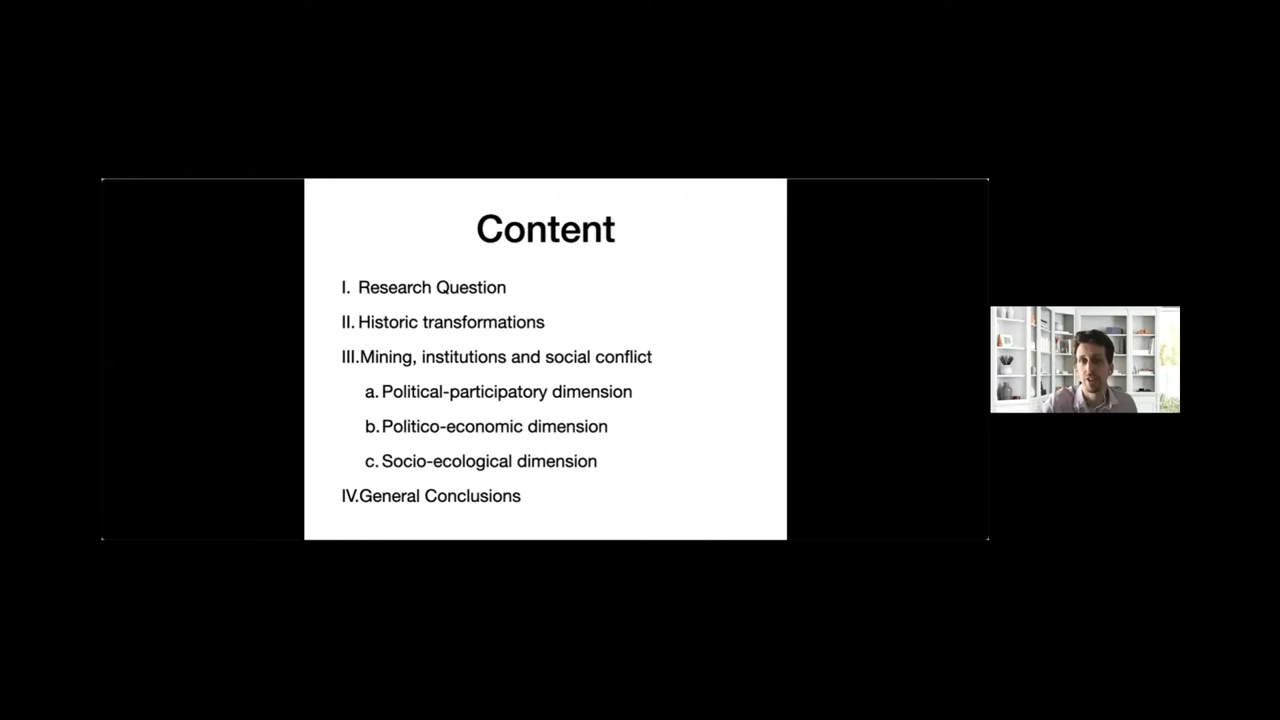 Content
I. Research Question
II. Historic transformations
III.Mining, institutions and social conflict
a. Political-participatory dimension
b. Politico-economic dimension
c. Socio-ecological dimension
IV.General Conclusions